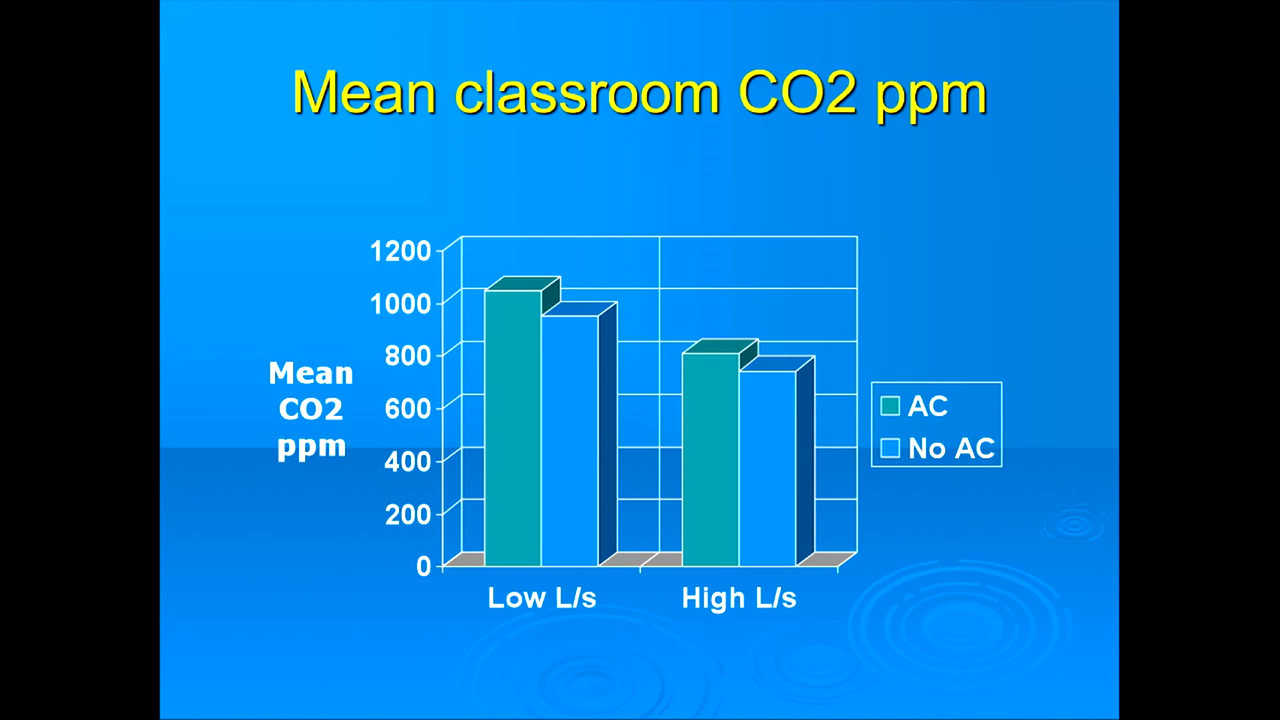 Mean classroom CO2 ppm
1200
1000
800
600
400
200
0
Mean
CO2
ppm
Low L/s
High L/s
AC
No AC